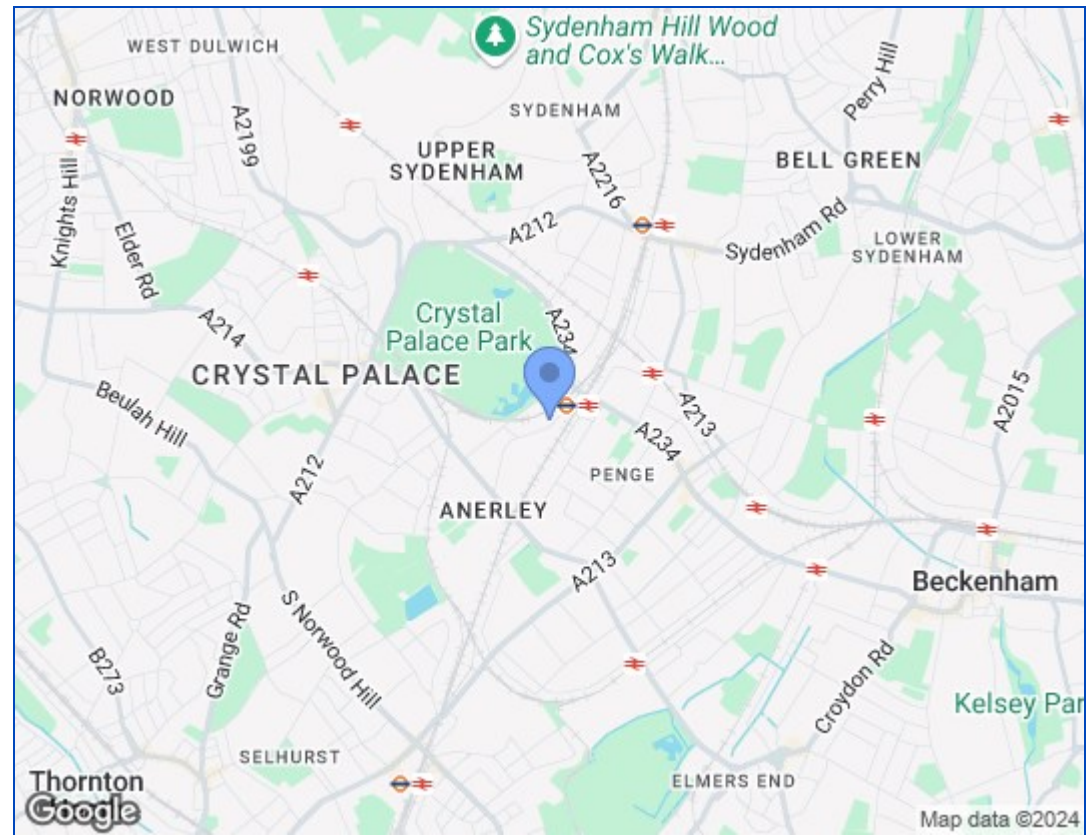 Sydenham Hill Wood
and Cox's Walk...
WEST DULWICH
NORWOOD
A2199
SYDENHAM
Perry Hill
UPPER
SYDENHAM
A2216
BELL GREEN
Knights Hill
Elder Rd
A212
Sydenham Rd
LOWER
SYDENHAM
A214
Crystal
Palace Park
A234
CRYSTAL PALACE
Beulah Hill
A213
A2015
A212
A234
PENGE
ANERLEY
A213
Beckenham
S Norwood Hill
Grange Rd
B273
Croydon Rd
Kelsey Par
SELHURST
ELMERS END
Thornton
Google
Map data ©2024